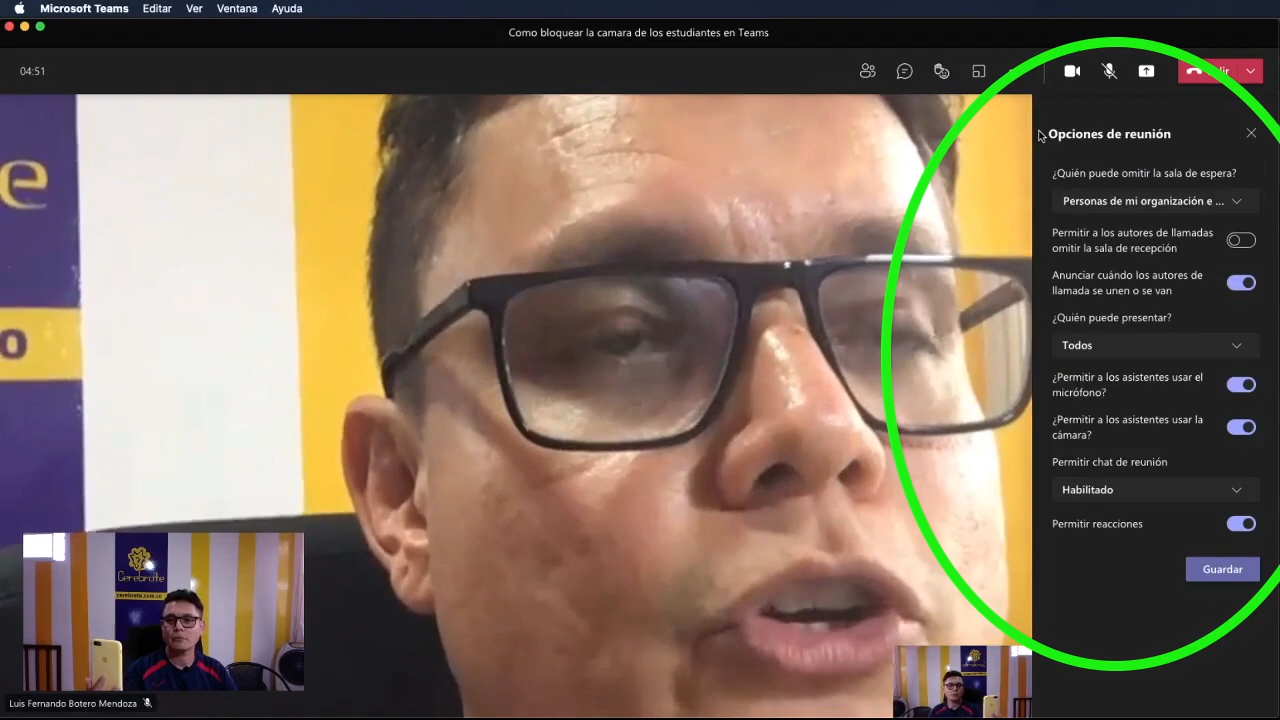 Microsoft Teams Editar Ver Ventana Ayuda
Como bloquear la camara de los estudiantes en Teams
04:51
Opciones de reunión
¿Quién puede omitir la sala de espera?
Personas de mi organización e ...
Permitir a los autores de llamadas
omitir la sala de recepción
Anunciar cuándo los autores de
llamada se unen o se van
¿Quién puede presentar?
Todos
¿Permitir a los asistentes usar el
micrófono?
¿Permitir a los asistentes usar la
cámara?
Permitir chat de reunión
Habilitado
Permitir reacciones
Guardar
e
o
Cerebrote
cerebrote.com.co
Luis Fernando Botero Mendoza